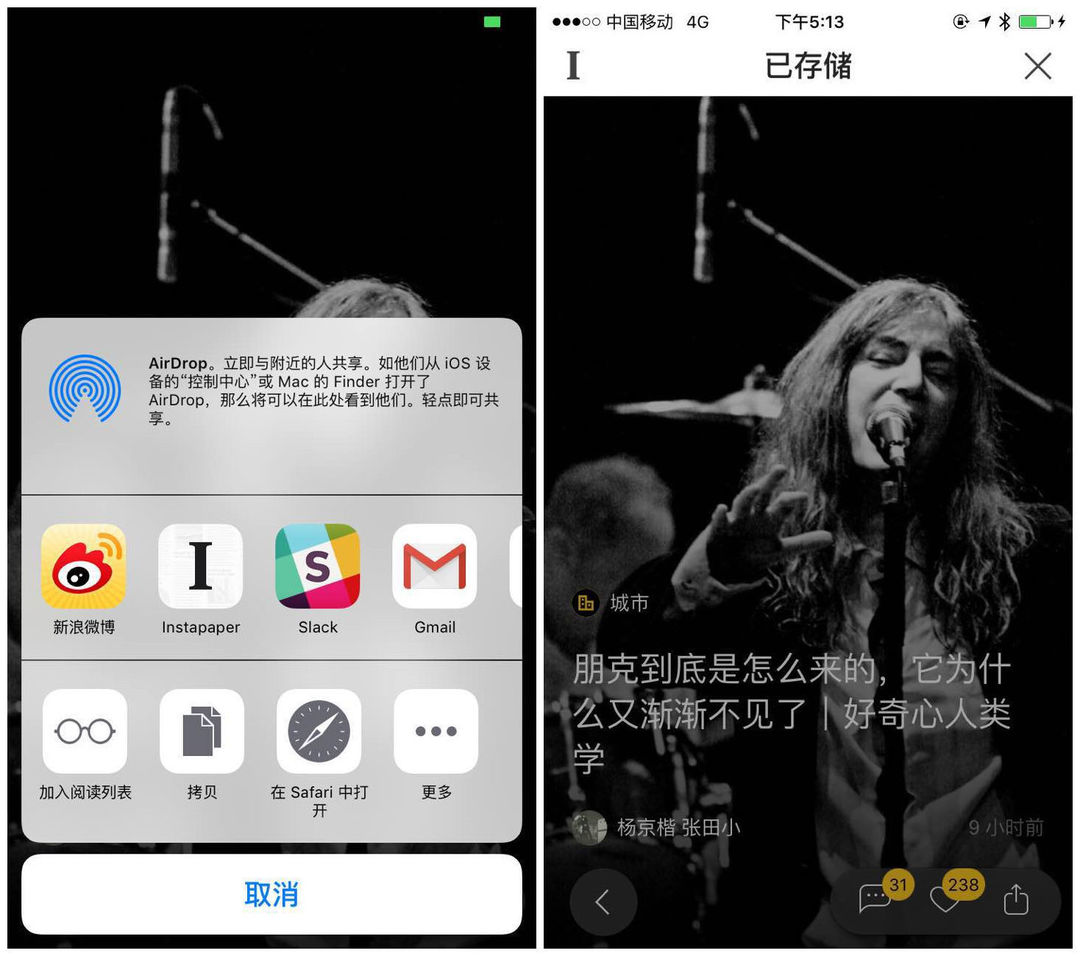 AirDrop。立即与附近的人共享。如他们从 iOS 设
备的“控制中心”或 Mac 的 Finder 打开了
AirDrop，那么将可以在此处看到他们。轻点即可共
享。
新浪微博
I
Instapaper
S
Slack
Gmail
加入阅读列表
拷贝
在 Safari 中打
开
更多
取消
中国移动 4G 下午5:13
I 已存储
城市
朋克到底是怎么来的，它为什
么又渐渐不见了｜好奇心人类
学
杨京楷 张田小 9 小时前
31 238